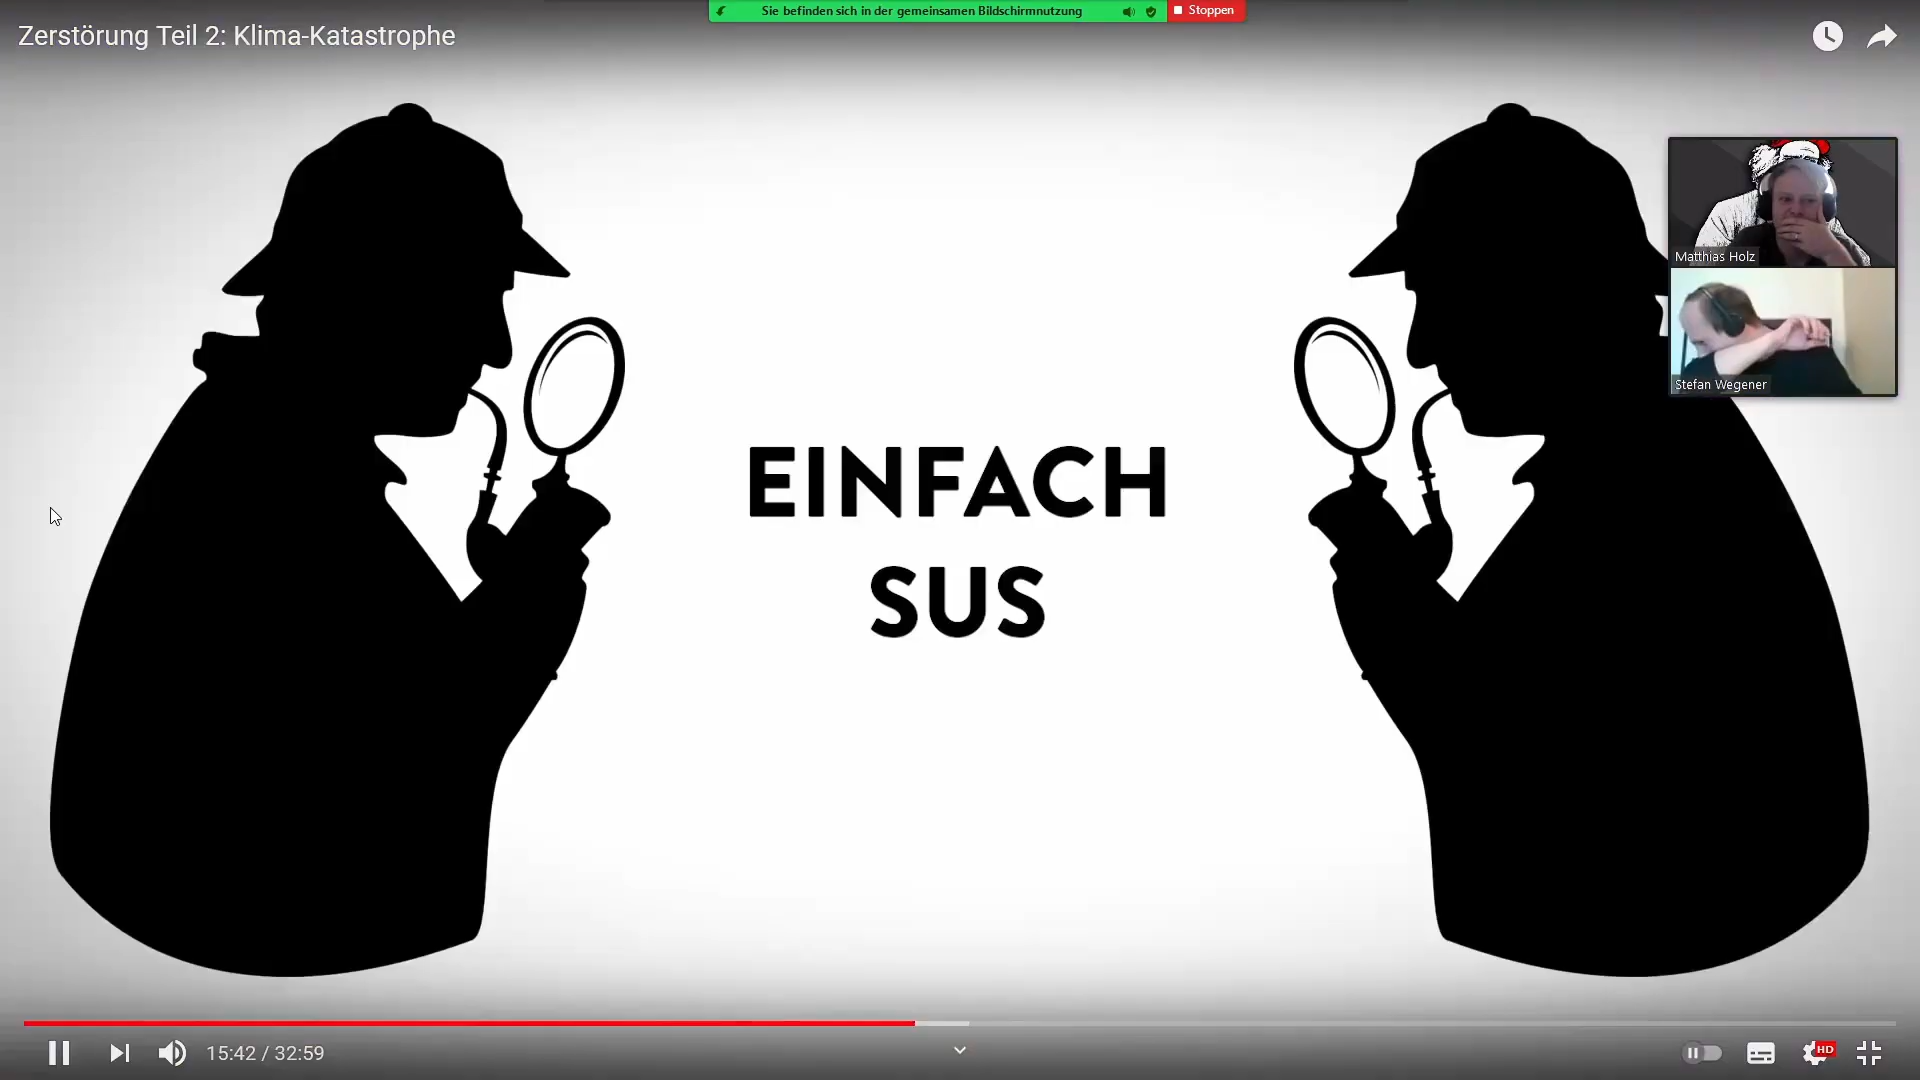 Sie befinden sich in der gemeinsamen Bildschirmnutzung
Stoppen
Zerstörung Teil 2: Klima-Katastrophe
Matthias Holz
Stefan Wegener
EINFACH
SUS
15:42 / 32:59
HD